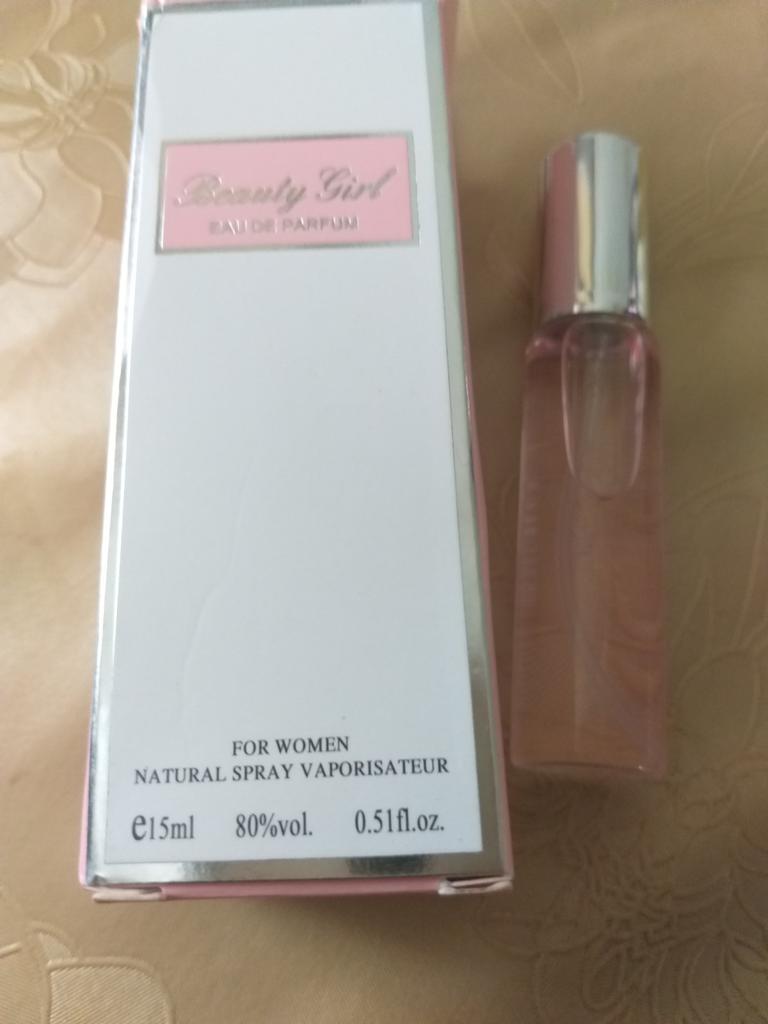 Beauty Girl
EAU DE PARFUM
FOR WOMEN
NATURAL SPRAY VAPORISATEUR
℮15ml 80%vol. 0.51fl.oz.